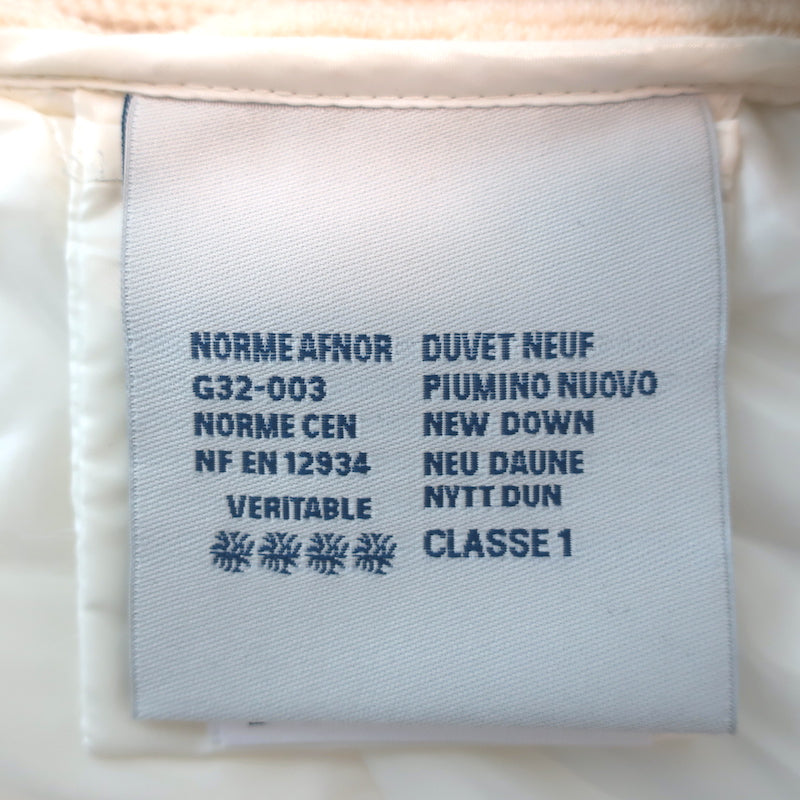 NORME AFNOR
G32-003
NORME CEN
NF EN 12934
VERITABLE
DUVET NEUF
PIUMINO NUOVO
NEW DOWN
NEU DAUNE
NYTT DUN
CLASSE 1